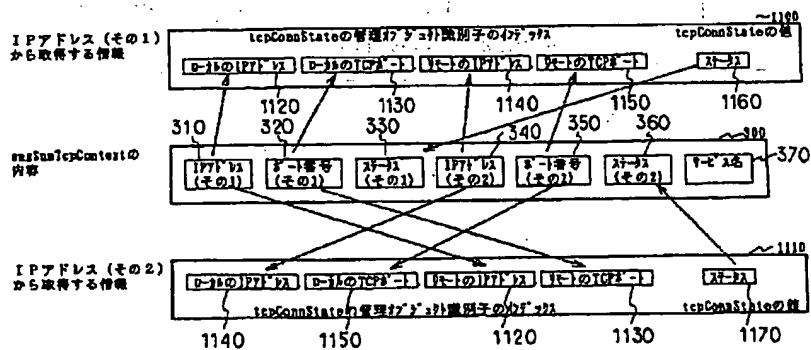 IPアドレス(その1)から取得する情報
1100
tcpConnStateの管理オブジェクト識別子のインデックス
tcpConnStateの値
ローカルのIPアドレス ローカルのTCPポート リモートのIPアドレス リモートのTCPポート ステータス
1120 1130 1140 1150 1160
310 320 330 340 350 360 300
の内容
IPアドレス(その1) ポート番号(その1) ステータス(その1) IPアドレス(その2) ポート番号(その2) ステータス(その2) サービス名
370
IPアドレス(その2)から取得する情報
1110
ローカルのIPアドレス ローカルのTCPポート リモートのIPアドレス リモートのTCPポート ステータス
tcpConnStateの管理オブジェクト識別子のインデックス
tcpConnStateの値
1140 1150 1120 1130 1170